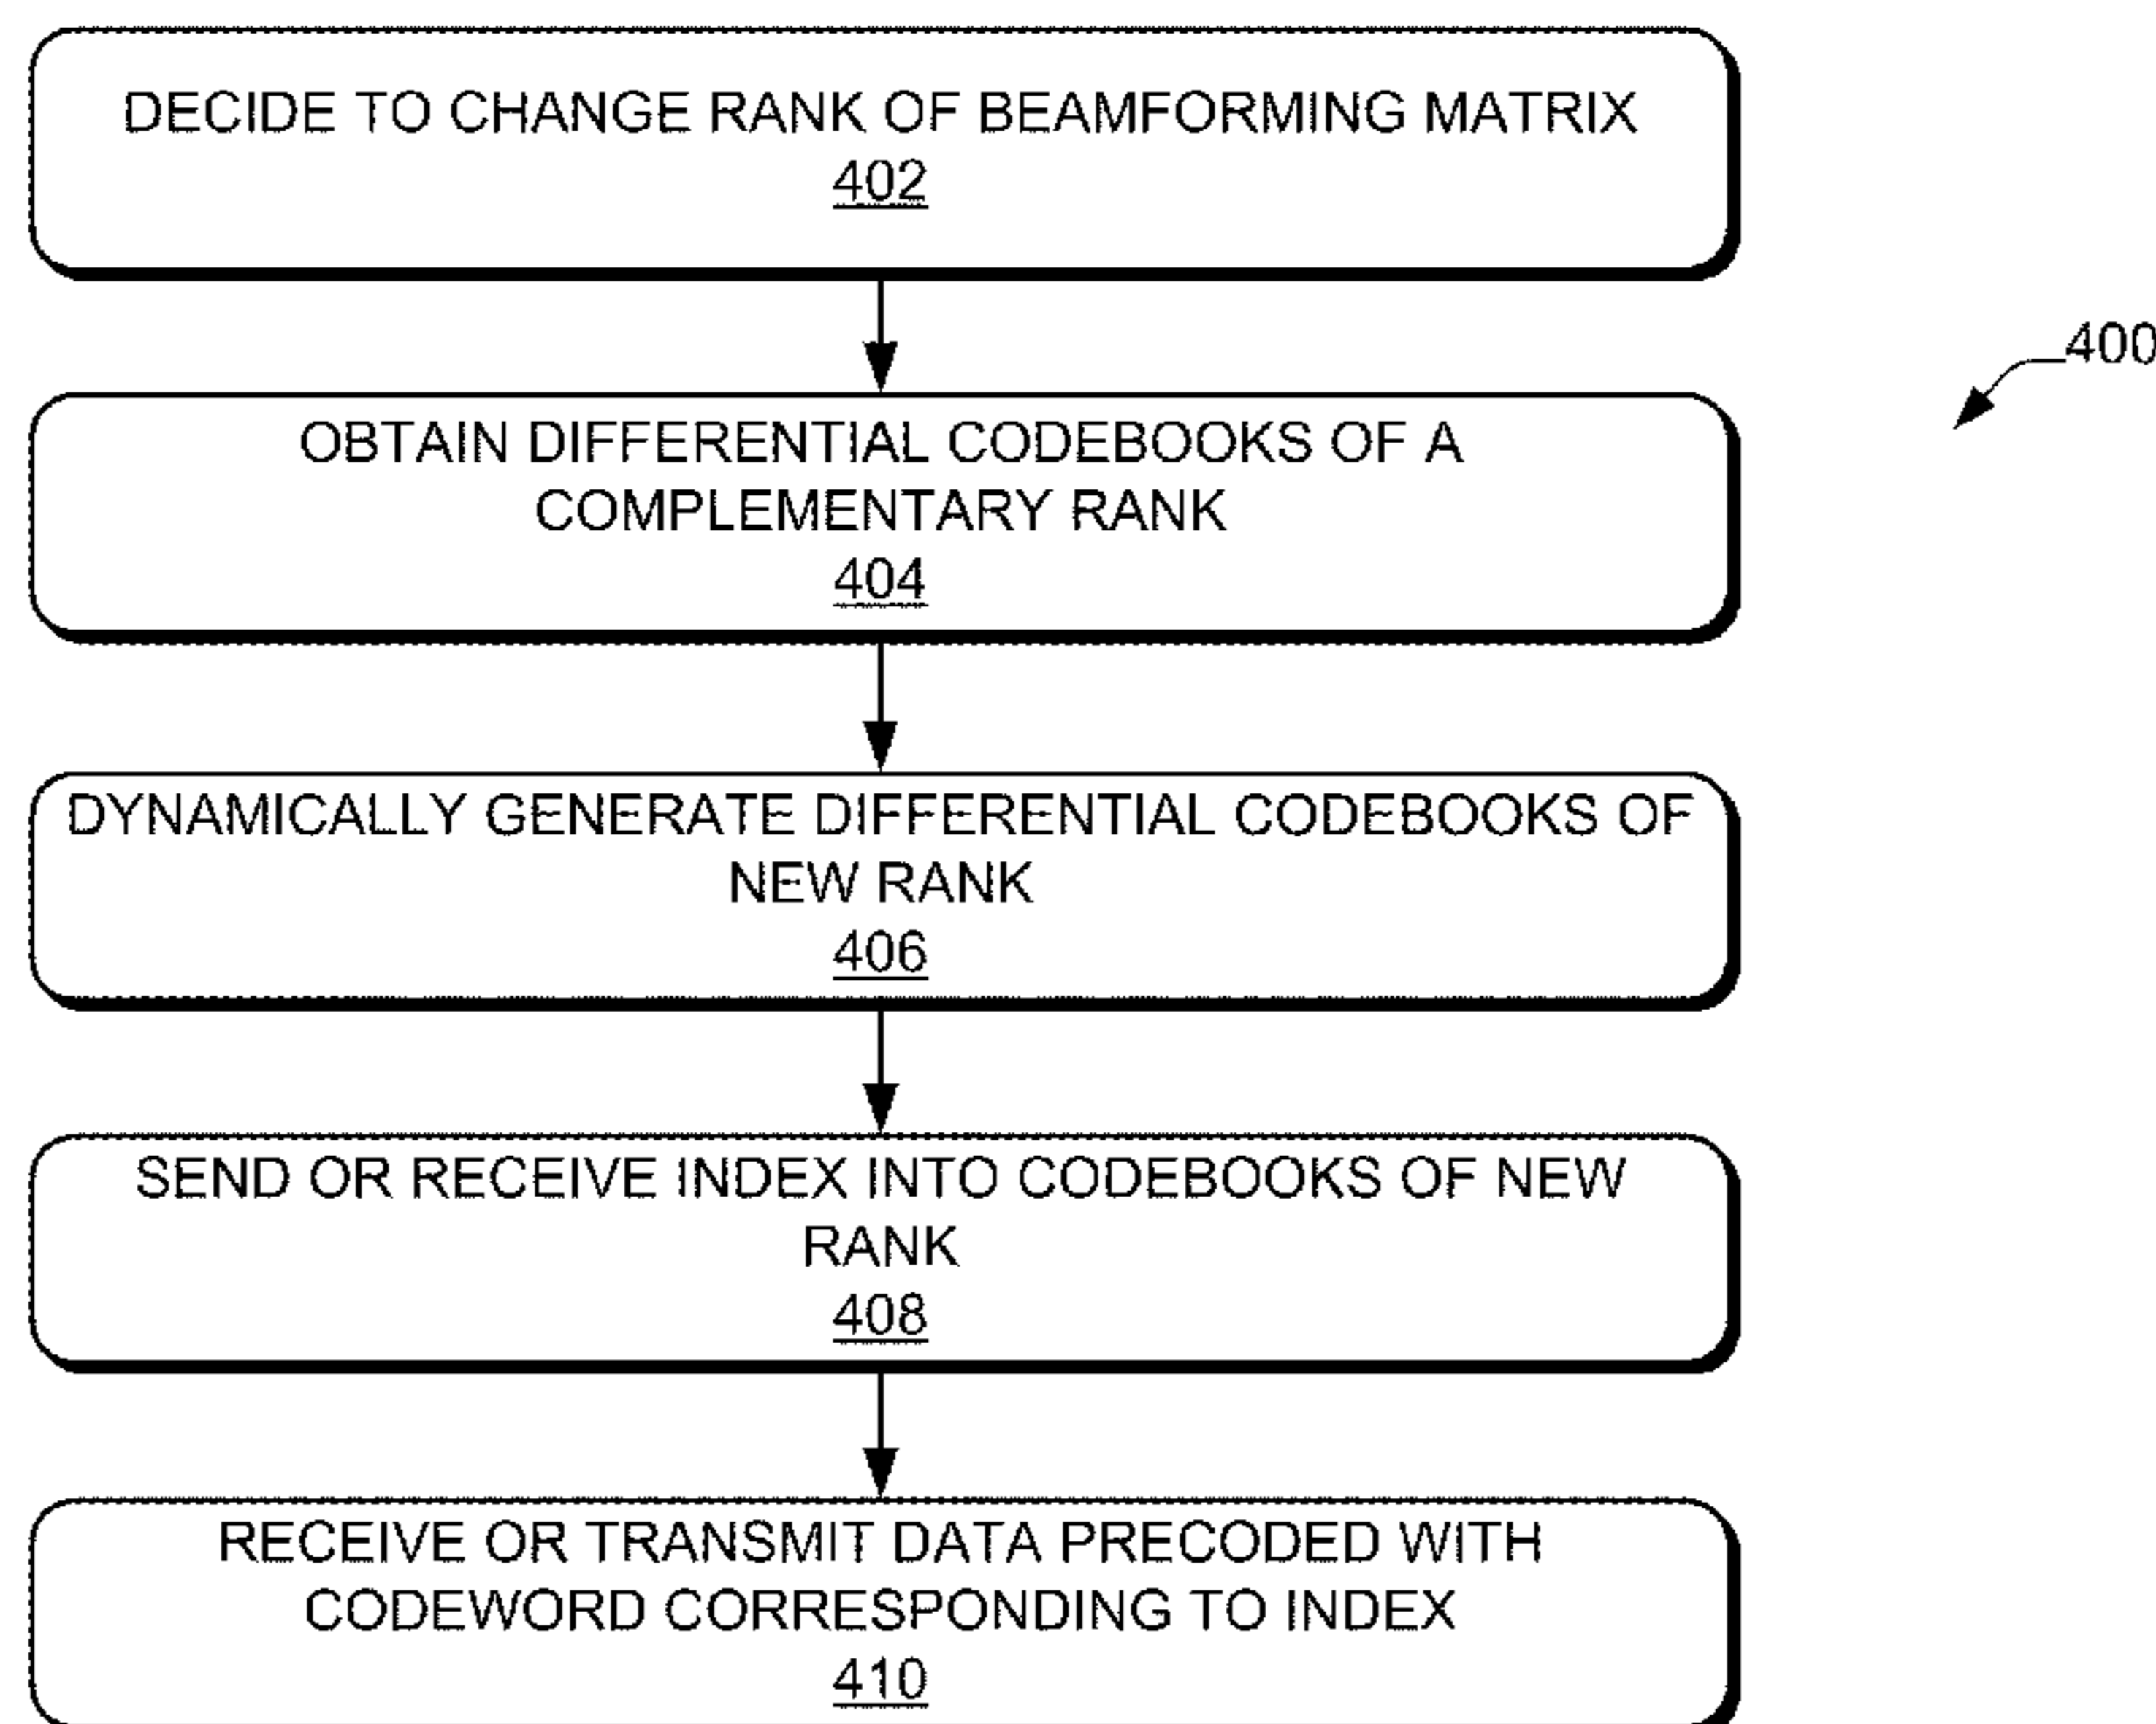 DECIDE TO CHANGE RANK OF BEAMFORMING MATRIX
402
400
OBTAIN DIFFERENTIAL CODEBOOKS OF A
COMPLEMENTARY RANK
404
DYNAMICALLY GENERATE DIFFERENTIAL CODEBOOKS OF
NEW RANK
406
SEND OR RECEIVE INDEX INTO CODEBOOKS OF NEW
RANK
408
RECEIVE OR TRANSMIT DATA PRECODED WITH
CODEWORD CORRESPONDING TO INDEX
410